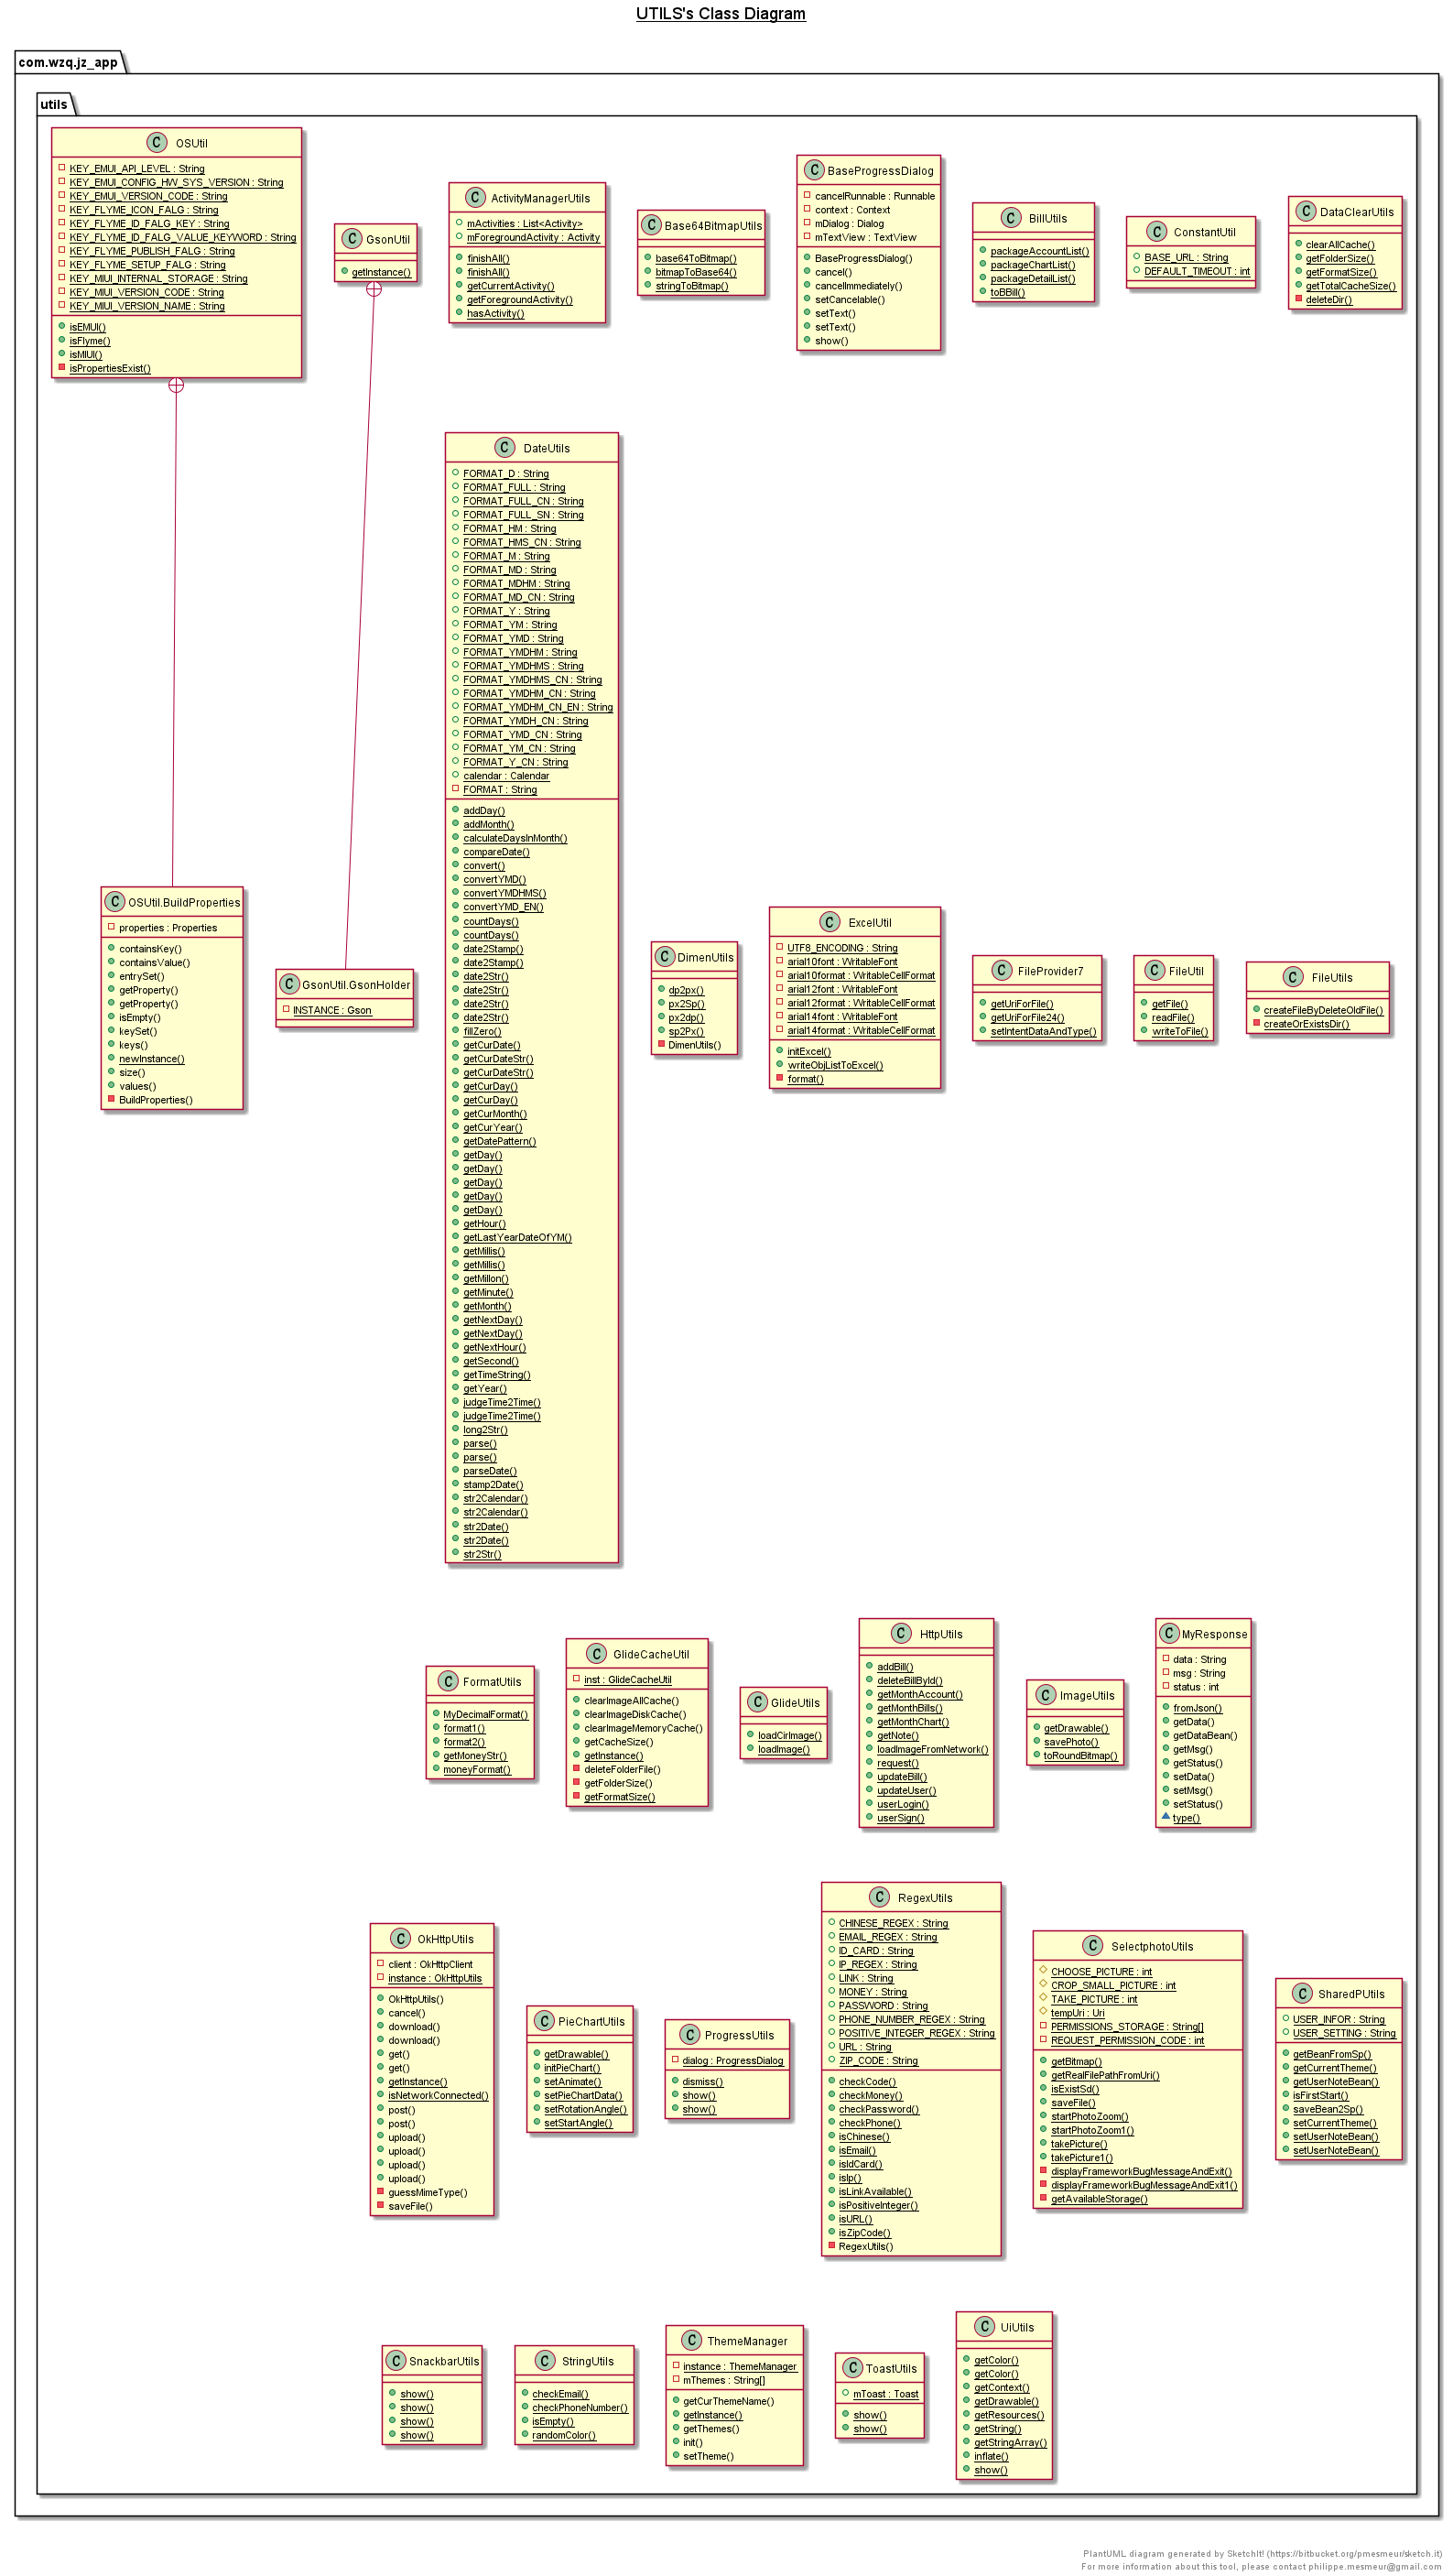 UTILS's Class Diagram
com.wzq.jz_app
utils
OSUtil
KEY_EMUI_API_LEVEL : String
KEY_EMUI_CONFIG_HW_SYS_VERSION : String
KEY_EMUI_VERSION_CODE : String
KEY_FLYME_ICON_FALG : String
KEY_FLYME_ID_FALG_KEY : String
KEY_FLYME_ID_FALG_VALUE_KEYWORD : String
KEY_FLYME_PUBLISH_FALG : String
KEY_FLYME_SETUP_FALG : String
KEY_MIUI_INTERNAL_STORAGE : String
KEY_MIUI_VERSION_CODE : String
KEY_MIUI_VERSION_NAME : String
isEMUI()
isFlyme()
isMIUI()
isPropertiesExist()
GsonUtil
getInstance()
ActivityManagerUtils
mActivities : List<Activity>
mForegroundActivity : Activity
finishAll()
finishAll()
getCurrentActivity()
getForegroundActivity()
hasActivity()
Base64BitmapUtils
base64ToBitmap()
bitmapToBase64()
stringToBitmap()
BaseProgressDialog
cancelRunnable : Runnable
context : Context
mDialog : Dialog
mTextView : TextView
BaseProgressDialog()
cancel()
cancelImmediately()
setCancelable()
setText()
setText()
show()
BillUtils
packageAccountList()
packageChartList()
packageDetailList()
toBBill()
ConstantUtil
BASE_URL : String
DEFAULT_TIMEOUT : int
DataClearUtils
clearAllCache()
getFolderSize()
getFormatSize()
getTotalCacheSize()
deleteDir()
OSUtil.BuildProperties
properties : Properties
containsKey()
containsValue()
entrySet()
getProperty()
getProperty()
isEmpty()
keySet()
keys()
newInstance()
size()
values()
BuildProperties()
GsonUtil.GsonHolder
INSTANCE : Gson
DateUtils
FORMAT_D : String
FORMAT_FULL : String
FORMAT_FULL_CN : String
FORMAT_FULL_SN : String
FORMAT_HM : String
FORMAT_HMS_CN : String
FORMAT_M : String
FORMAT_MD : String
FORMAT_MDHM : String
FORMAT_MD_CN : String
FORMAT_Y : String
FORMAT_YM : String
FORMAT_YMD : String
FORMAT_YMDHM : String
FORMAT_YMDHMS : String
FORMAT_YMDHMS_CN : String
FORMAT_YMDHM_CN : String
FORMAT_YMDHM_CN_EN : String
FORMAT_YMDH_CN : String
FORMAT_YMD_CN : String
FORMAT_YM_CN : String
FORMAT_Y_CN : String
calendar : Calendar
FORMAT : String
addDay()
addMonth()
calculateDaysInMonth()
compareDate()
convert()
convertYMD()
convertYMDHMS()
convertYMD_EN()
countDays()
countDays()
date2Stamp()
date2Stamp()
date2Str()
date2Str()
date2Str()
date2Str()
fillZero()
getCurDate()
getCurDateStr()
getCurDateStr()
getCurDay()
getCurDay()
getCurMonth()
getCurYear()
getDatePattern()
getDay()
getDay()
getDay()
getDay()
getDay()
getHour()
getLastYearDateOfYM()
getMillis()
getMillis()
getMillon()
getMinute()
getMonth()
getNextDay()
getNextDay()
getNextHour()
getSecond()
getTimeString()
getYear()
judgeTime2Time()
judgeTime2Time()
long2Str()
parse()
parse()
parseDate()
stamp2Date()
str2Calendar()
str2Calendar()
str2Date()
str2Date()
str2Str()
DimenUtils
dp2px()
px2Sp()
px2dp()
sp2Px()
DimenUtils()
ExcelUtil
UTF8_ENCODING : String
arial10font : WritableFont
arial10format : WritableCellFormat
arial12font : WritableFont
arial12format : WritableCellFormat
arial14font : WritableFont
arial14format : WritableCellFormat
initExcel()
writeObjListToExcel()
format()
FileProvider7
getUriForFile()
getUriForFile24()
setIntentDataAndType()
FileUtil
getFile()
readFile()
writeToFile()
FileUtils
createFileByDeleteOldFile()
createOrExistsDir()
FormatUtils
MyDecimalFormat()
format1()
format2()
getMoneyStr()
moneyFormat()
GlideCacheUtil
inst : GlideCacheUtil
clearImageAllCache()
clearImageDiskCache()
clearImageMemoryCache()
getCacheSize()
getInstance()
deleteFolderFile()
getFolderSize()
getFormatSize()
GlideUtils
loadCirImage()
loadImage()
HttpUtils
addBill()
deleteBillById()
getMonthAccount()
getMonthBills()
getMonthChart()
getNote()
loadImageFromNetwork()
request()
updateBill()
updateUser()
userLogin()
userSign()
ImageUtils
getDrawable()
savePhoto()
toRoundBitmap()
MyResponse
data : String
msg : String
status : int
fromJson()
getData()
getDataBean()
getMsg()
getStatus()
setData()
setMsg()
setStatus()
type()
OkHttpUtils
client : OkHttpClient
instance : OkHttpUtils
OkHttpUtils()
cancel()
download()
download()
get()
get()
getInstance()
isNetworkConnected()
post()
post()
upload()
upload()
upload()
upload()
guessMimeType()
saveFile()
PieChartUtils
getDrawable()
initPieChart()
setAnimate()
setPieChartData()
setRotationAngle()
setStartAngle()
ProgressUtils
dialog : ProgressDialog
dismiss()
show()
show()
RegexUtils
CHINESE_REGEX : String
EMAIL_REGEX : String
ID_CARD : String
IP_REGEX : String
LINK : String
MONEY : String
PASSWORD : String
PHONE_NUMBER_REGEX : String
POSITIVE_INTEGER_REGEX : String
URL : String
ZIP_CODE : String
checkCode()
checkMoney()
checkPassword()
checkPhone()
isChinese()
isEmail()
isIdCard()
isIp()
isLinkAvailable()
isPositiveInteger()
isURL()
isZipCode()
RegexUtils()
SelectphotoUtils
CHOOSE_PICTURE : int
CROP_SMALL_PICTURE : int
TAKE_PICTURE : int
tempUri : Uri
PERMISSIONS_STORAGE : String[]
REQUEST_PERMISSION_CODE : int
getBitmap()
getRealFilePathFromUri()
isExistSd()
saveFile()
startPhotoZoom()
startPhotoZoom1()
takePicture()
takePicture1()
displayFrameworkBugMessageAndExit()
displayFrameworkBugMessageAndExit1()
getAvailableStorage()
SharedPUtils
USER_INFOR : String
USER_SETTING : String
getBeanFromSp()
getCurrentTheme()
getUserNoteBean()
isFirstStart()
saveBean2Sp()
setCurrentTheme()
setUserNoteBean()
setUserNoteBean()
SnackbarUtils
show()
show()
show()
show()
StringUtils
checkEmail()
checkPhoneNumber()
isEmpty()
randomColor()
ThemeManager
instance : ThemeManager
mThemes : String[]
getCurThemeName()
getInstance()
getThemes()
init()
setTheme()
ToastUtils
mToast : Toast
show()
show()
UiUtils
getColor()
getColor()
getContext()
getDrawable()
getResources()
getString()
getStringArray()
inflate()
show()
PlantUML diagram generated by SketchIt! (https://bitbucket.org/pmesmeur/sketch.it)
For more information about this tool, please contact philippe.mesmeur@gmail.com